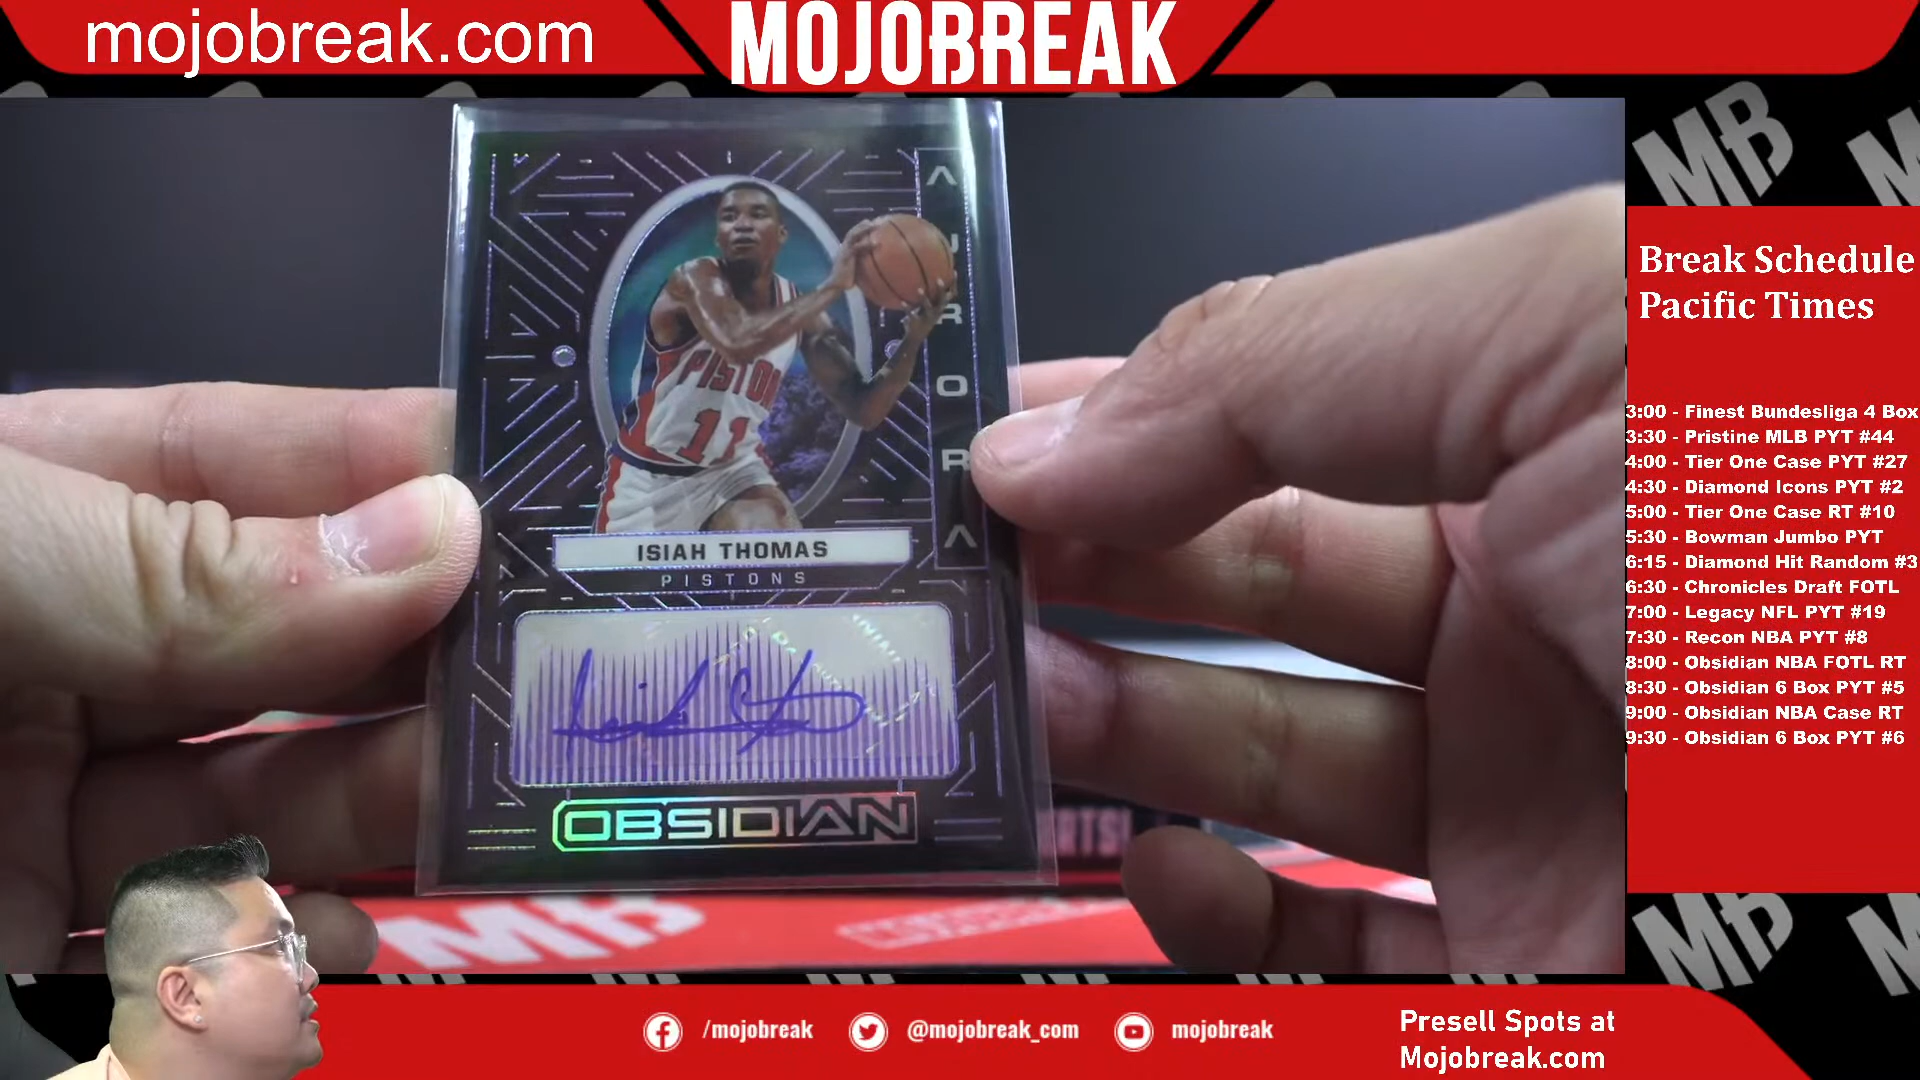 mojobreak.com
MOJOBREAK
Break Schedule
Pacific Times
3:00 - Finest Bundesliga 4 Box
3:30 - Pristine MLB PYT #44
4:00 - Tier One Case PYT #27
4:30 - Diamond Icons PYT #2
5:00 - Tier One Case RT #10
5:30 - Bowman Jumbo PYT
6:15 - Diamond Hit Random #3
6:30 - Chronicles Draft FOTL
7:00 - Legacy NFL PYT #19
7:30 - Recon NBA PYT #8
8:00 - Obsidian NBA FOTL RT
8:30 - Obsidian 6 Box PYT #5
9:00 - Obsidian NBA Case RT
9:30 - Obsidian 6 Box PYT #6
AURORA
PISTONS
11
ISIAH THOMAS
PISTONS
OBSIDIAN
MB
/mojobreak
@mojobreak_com
mojobreak
Presell Spots at
Mojobreak.com